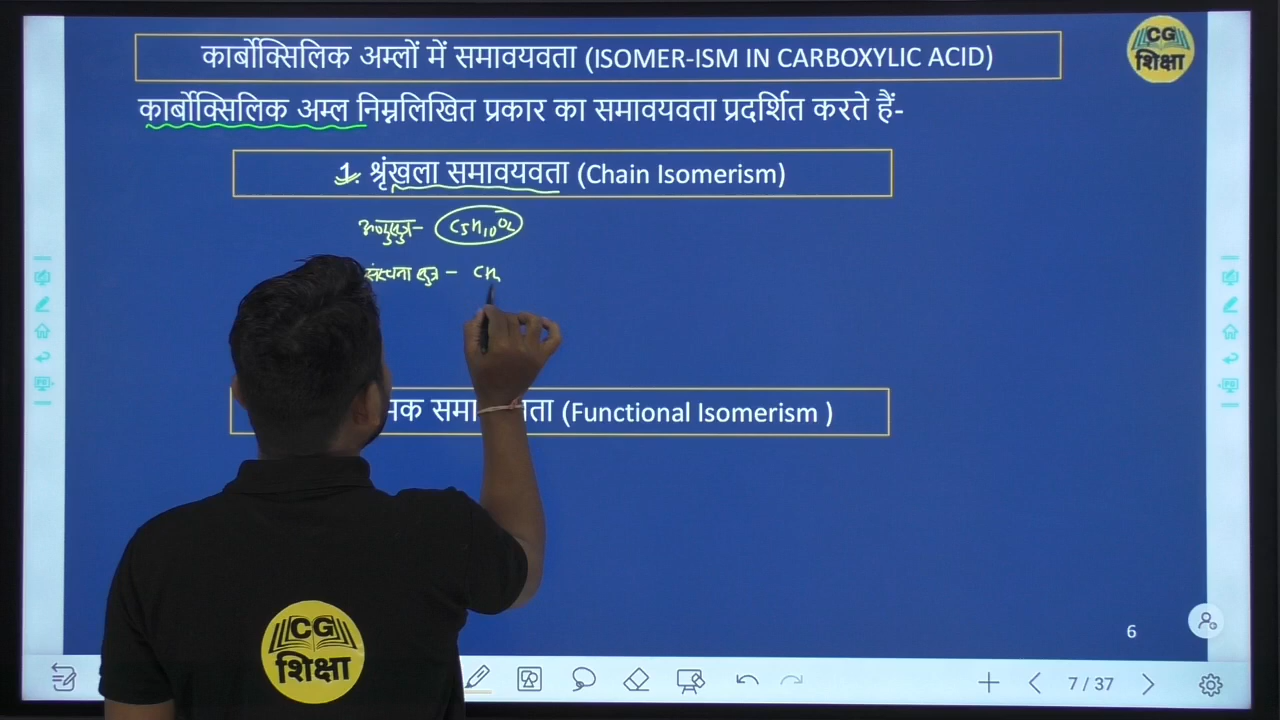 कार्बोक्सिलिक अम्लों में समावयवता (ISOMER-ISM IN CARBOXYLIC ACID)
CG
शिक्षा
कार्बोक्सिलिक अम्ल निम्नलिखित प्रकार का समावयवता प्रदर्शित करते हैं-
1. श्रृंखला समावयवता (Chain Isomerism)
अणुसूत्र- C5H10O2
संरचना सूत्र - CH
(Functional Isomerism )
CG
शिक्षा
6
7 / 37